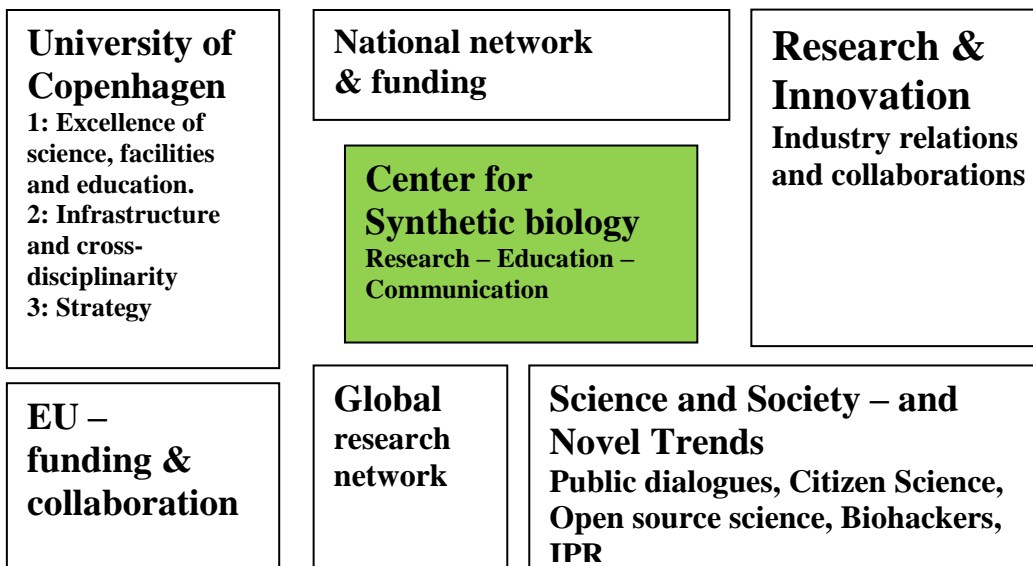 University of
Copenhagen
1: Excellence of
science, facilities
and education.
2: Infrastructure
and cross-
disciplinarity
3: Strategy
National network
& funding
Research &
Innovation
Industry relations
and collaborations
Center for
Synthetic biology
Research – Education –
Communication
EU –
funding &
collaboration
Global
research
network
Science and Society – and
Novel Trends
Public dialogues, Citizen Science,
Open source science, Biohackers,
IPR